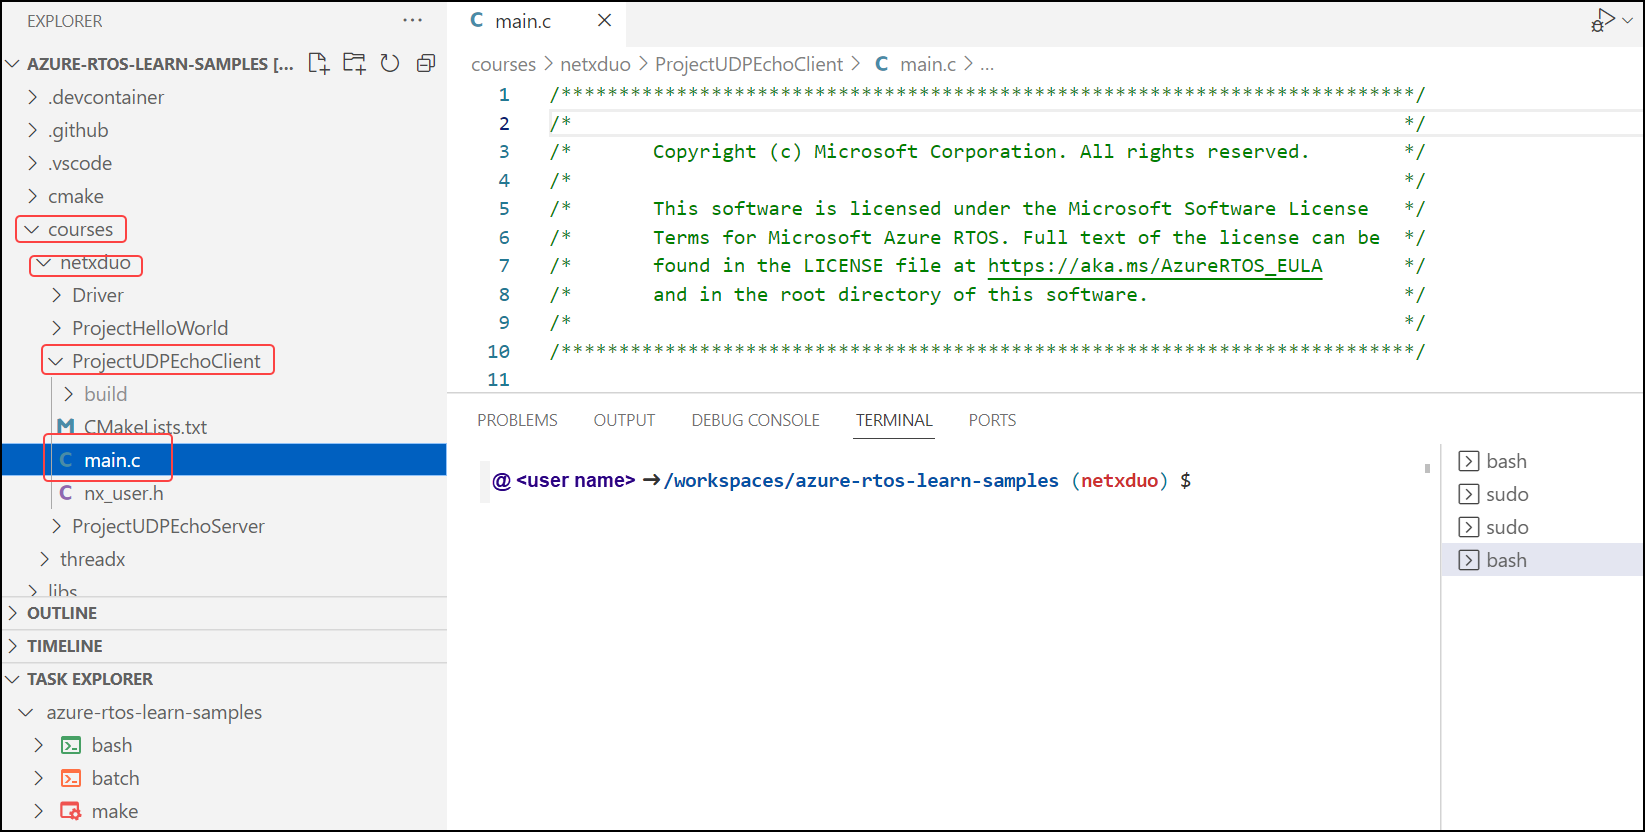 EXPLORER
···
AZURE-RTOS-LEARN-SAMPLES [...
.devcontainer
.github
.vscode
cmake
courses
netxduo
Driver
ProjectHelloWorld
ProjectUDPEchoClient
build
CMakeLists.txt
C main.c
C nx_user.h
ProjectUDPEchoServer
threadx
libs
OUTLINE
TIMELINE
TASK EXPLORER
azure-rtos-learn-samples
bash
batch
make
C main.c
courses > netxduo > ProjectUDPEchoClient > C main.c > ...
1 /**************************************************************************/
2 /* */
3 /* Copyright (c) Microsoft Corporation. All rights reserved. */
4 /* */
5 /* This software is licensed under the Microsoft Software License */
6 /* Terms for Microsoft Azure RTOS. Full text of the license can be */
7 /* found in the LICENSE file at https://aka.ms/AzureRTOS_EULA */
8 /* and in the root directory of this software. */
9 /* */
10 /**************************************************************************/
11
PROBLEMS OUTPUT DEBUG CONSOLE TERMINAL PORTS
@ <user name> ➔/workspaces/azure-rtos-learn-samples (netxduo) $
bash
sudo
sudo
bash